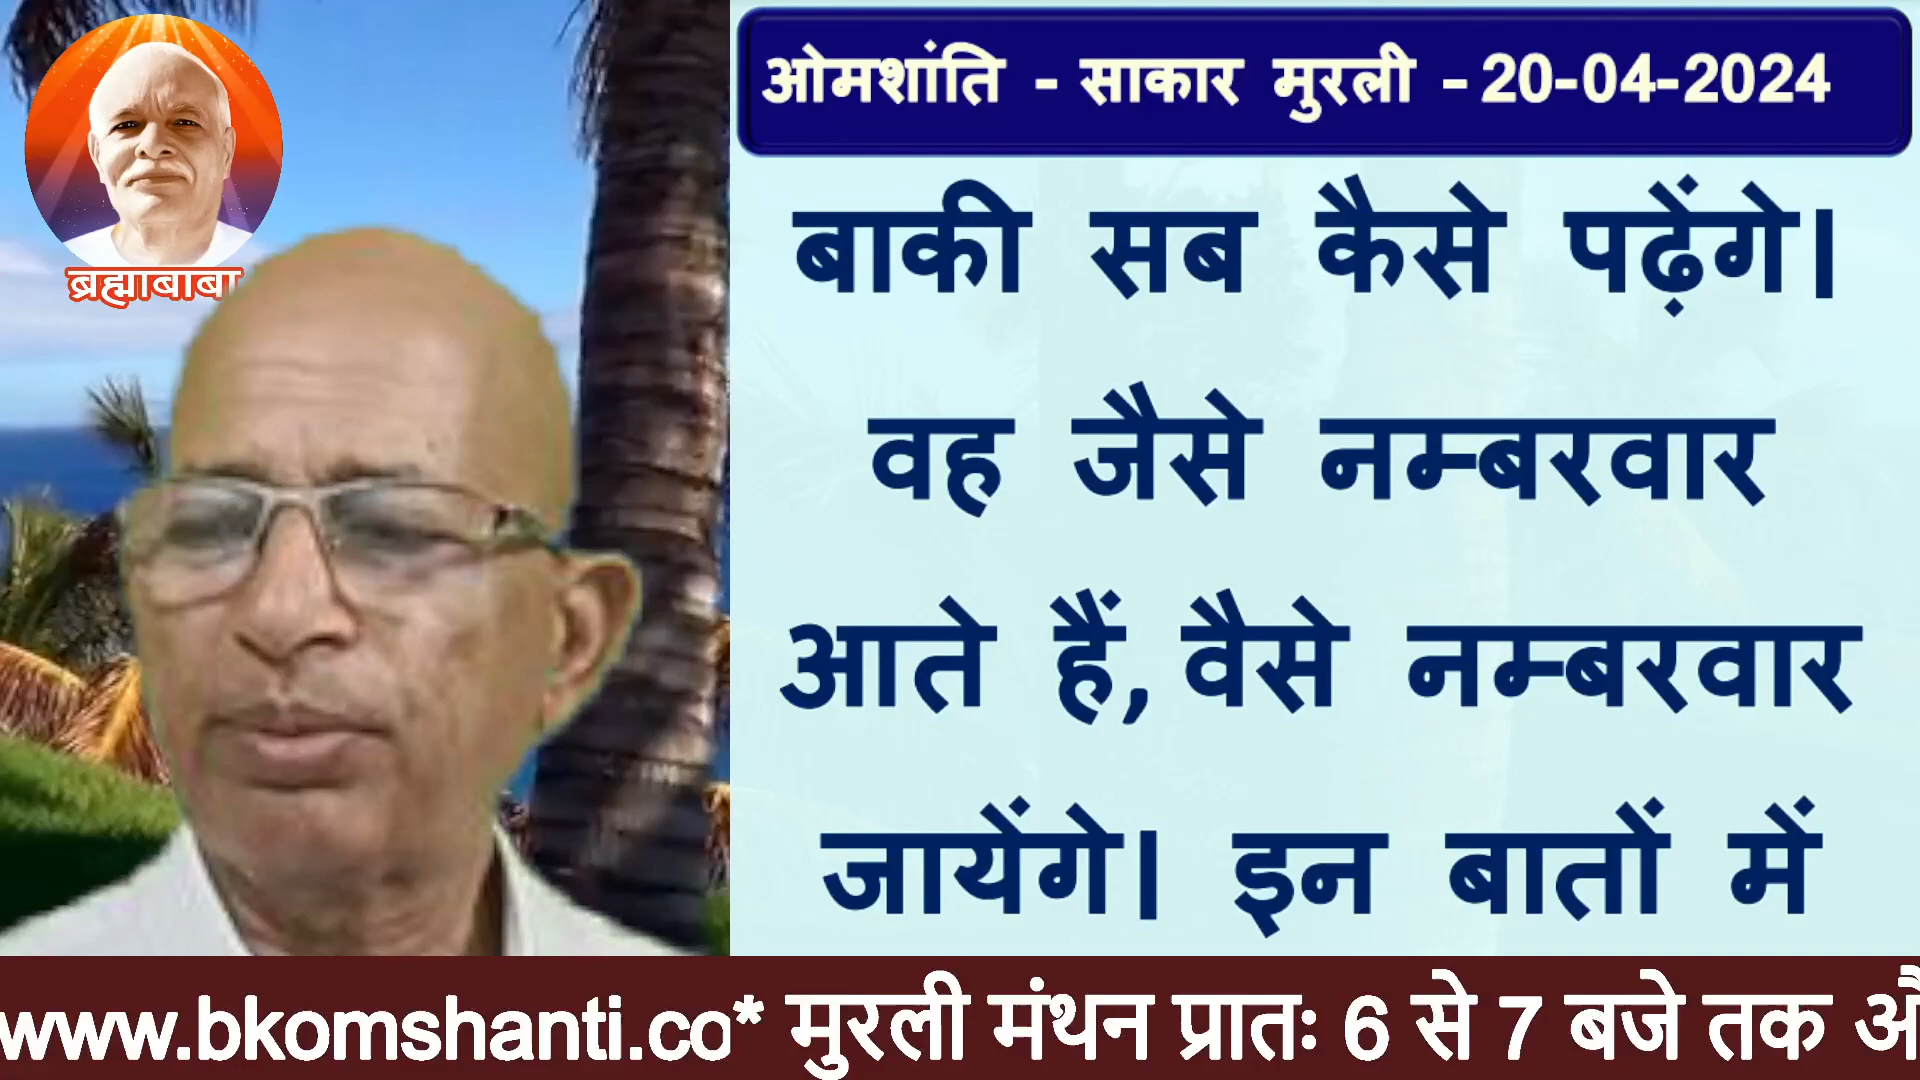 ब्रह्माबाबा
ओमशांति - साकार मुरली - 20-04-2024
बाकी सब कैसे पढ़ेंगे।
वह जैसे नम्बरवार
आते हैं, वैसे नम्बरवार
जायेंगे। इन बातों में
www.bkomshanti.co* मुरली मंथन प्रातः 6 से 7 बजे तक औ